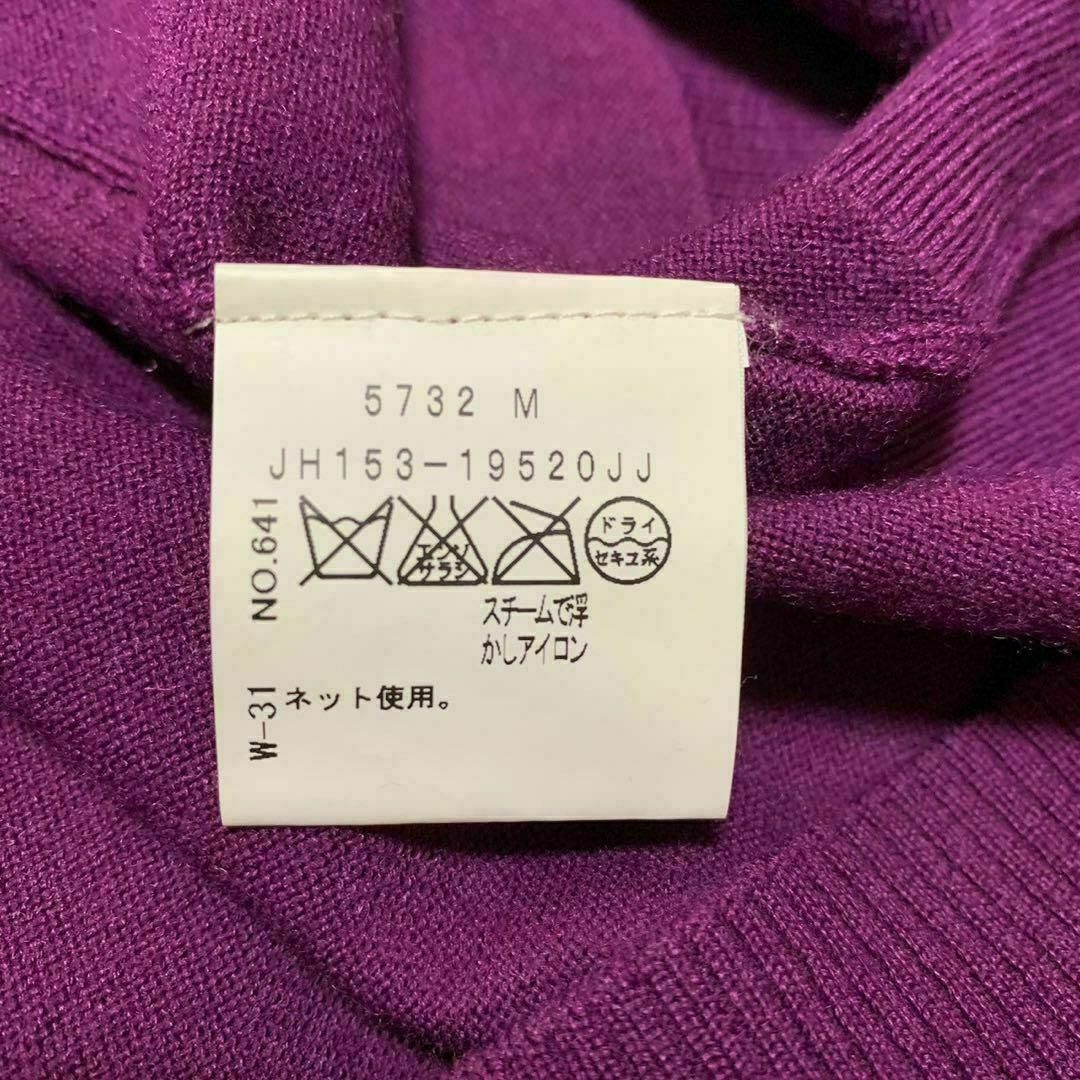 5732 M
JH153-19520JJ
エンソ
サラシ
ドライ
セキユ系
スチームで浮
かしアイロン
ネット使用。
NO.641
W-31